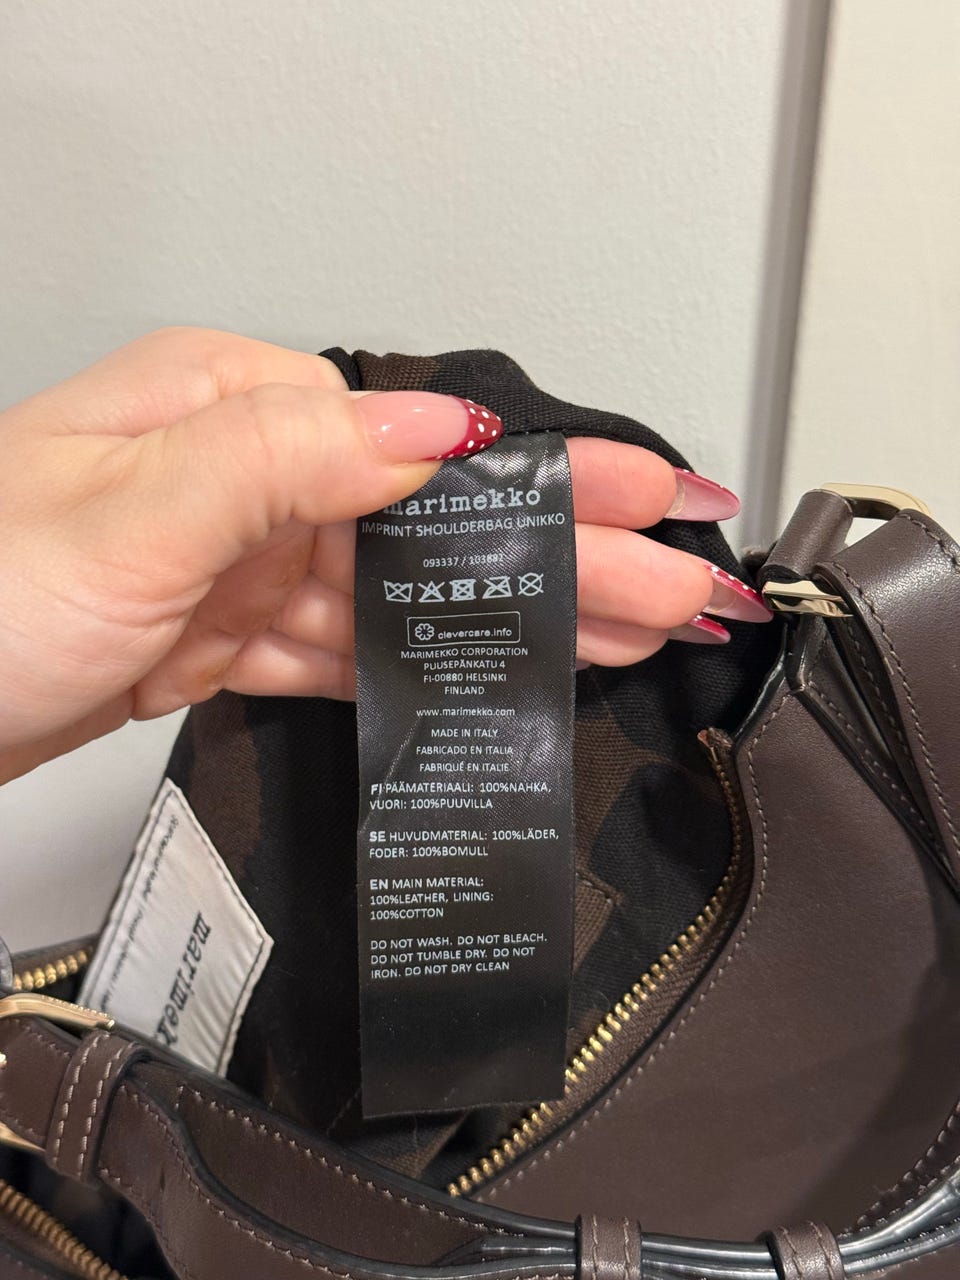 marimekko
IMPRINT SHOULDERBAG UNIKKO
093337 /
clevercare.info
MARIMEKKO CORPORATION
PUUSEPÄNKATU 4
FI-00880 HELSINKI
FINLAND
www.marimekko.com
MADE IN ITALY
FABRICADO EN ITALIA
FABRIQUÉ EN ITALIE
FI PÄÄMATERIAALI: 100%NAHKA,
VUORI: 100%PUUVILLA
SE HUVUDMATERIAL: 100%LÄDER,
FODER: 100%BOMULL
EN MAIN MATERIAL:
100%LEATHER, LINING:
100%COTTON
DO NOT WASH. DO NOT BLEACH.
DO NOT TUMBLE DRY. DO NOT
IRON. DO NOT DRY CLEAN
marimek